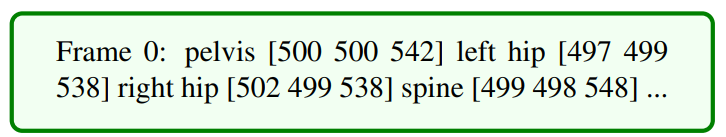 Frame 0: pelvis [500 500 542] left hip [497 499
538] right hip [502 499 538] spine [499 498 548] ...